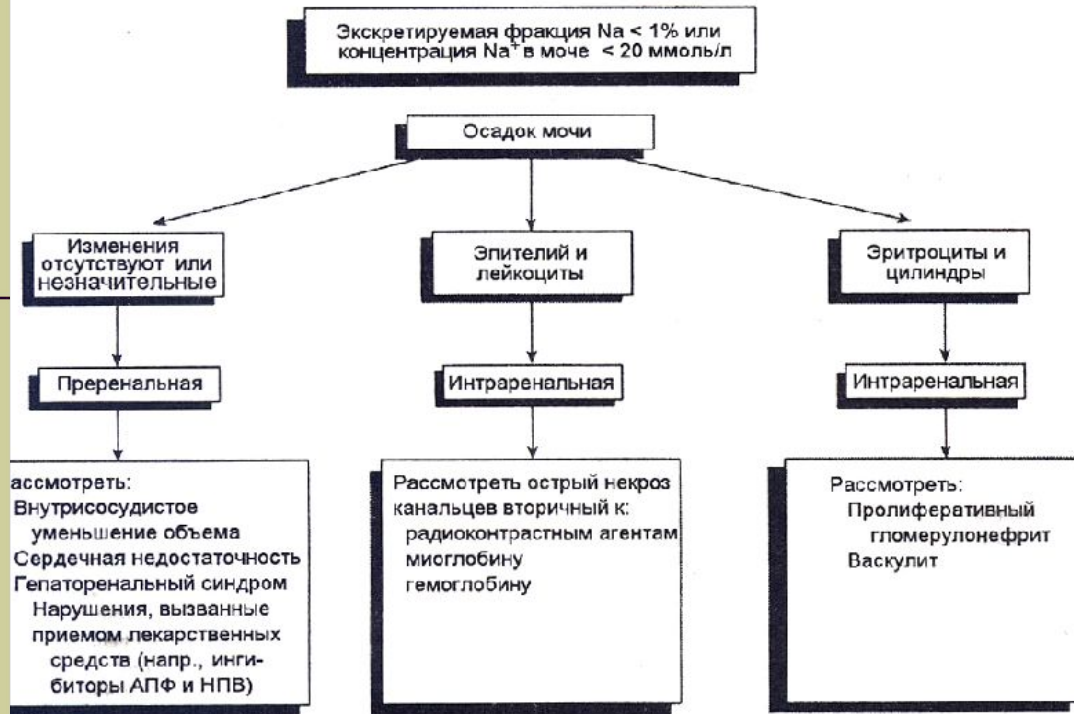 Экскретируемая фракция Na < 1% или
концентрация Na⁺ в моче < 20 ммоль/л
Осадок мочи
Изменения
отсутствуют или
незначительные
Эпителий и
лейкоциты
Эритроциты и
цилиндры
Преренальная
Интраренальная
Интраренальная
ассмотреть:
Внутрисосудистое
уменьшение объема
Сердечная недостаточность
Гепаторенальный синдром
Нарушения, вызванные
приемом лекарственных
средств (напр., инги-
биторы АПФ и НПВ)
Рассмотреть острый некроз
канальцев вторичный к:
радиоконтрастным агентам
миоглобину
гемоглобину
Рассмотреть:
Пролиферативный
гломерулонефрит
Васкулит